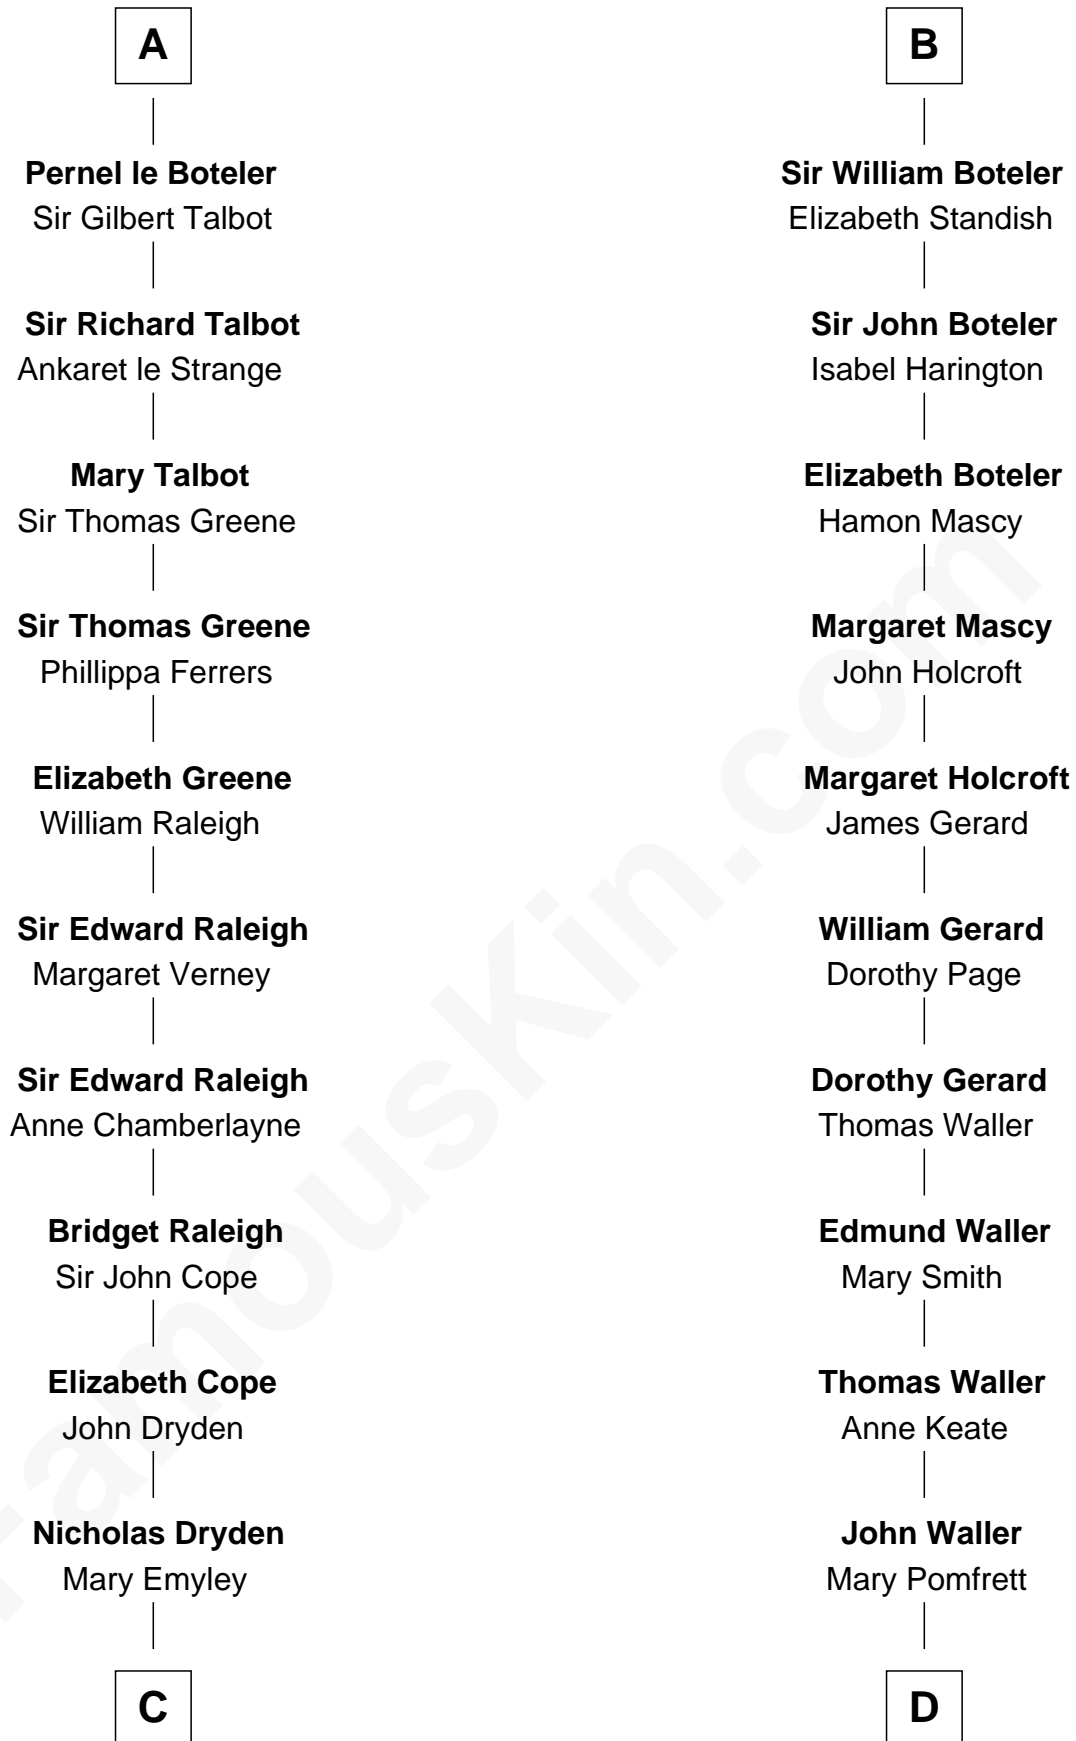 A
Pernel le Boteler
Sir Gilbert Talbot
Sir Richard Talbot
Ankaret le Strange
Mary Talbot
Sir Thomas Greene
Sir Thomas Greene
Phillippa Ferrers
Elizabeth Greene
William Raleigh
Sir Edward Raleigh
Margaret Verney
Sir Edward Raleigh
Anne Chamberlayne
Bridget Raleigh
Sir John Cope
Elizabeth Cope
John Dryden
Nicholas Dryden
Mary Emyley
C
B
Sir William Boteler
Elizabeth Standish
Sir John Boteler
Isabel Harington
Elizabeth Boteler
Hamon Mascy
Margaret Mascy
John Holcroft
Margaret Holcroft
James Gerard
William Gerard
Dorothy Page
Dorothy Gerard
Thomas Waller
Edmund Waller
Mary Smith
Thomas Waller
Anne Keate
John Waller
Mary Pomfrett
D
FamousKin.com